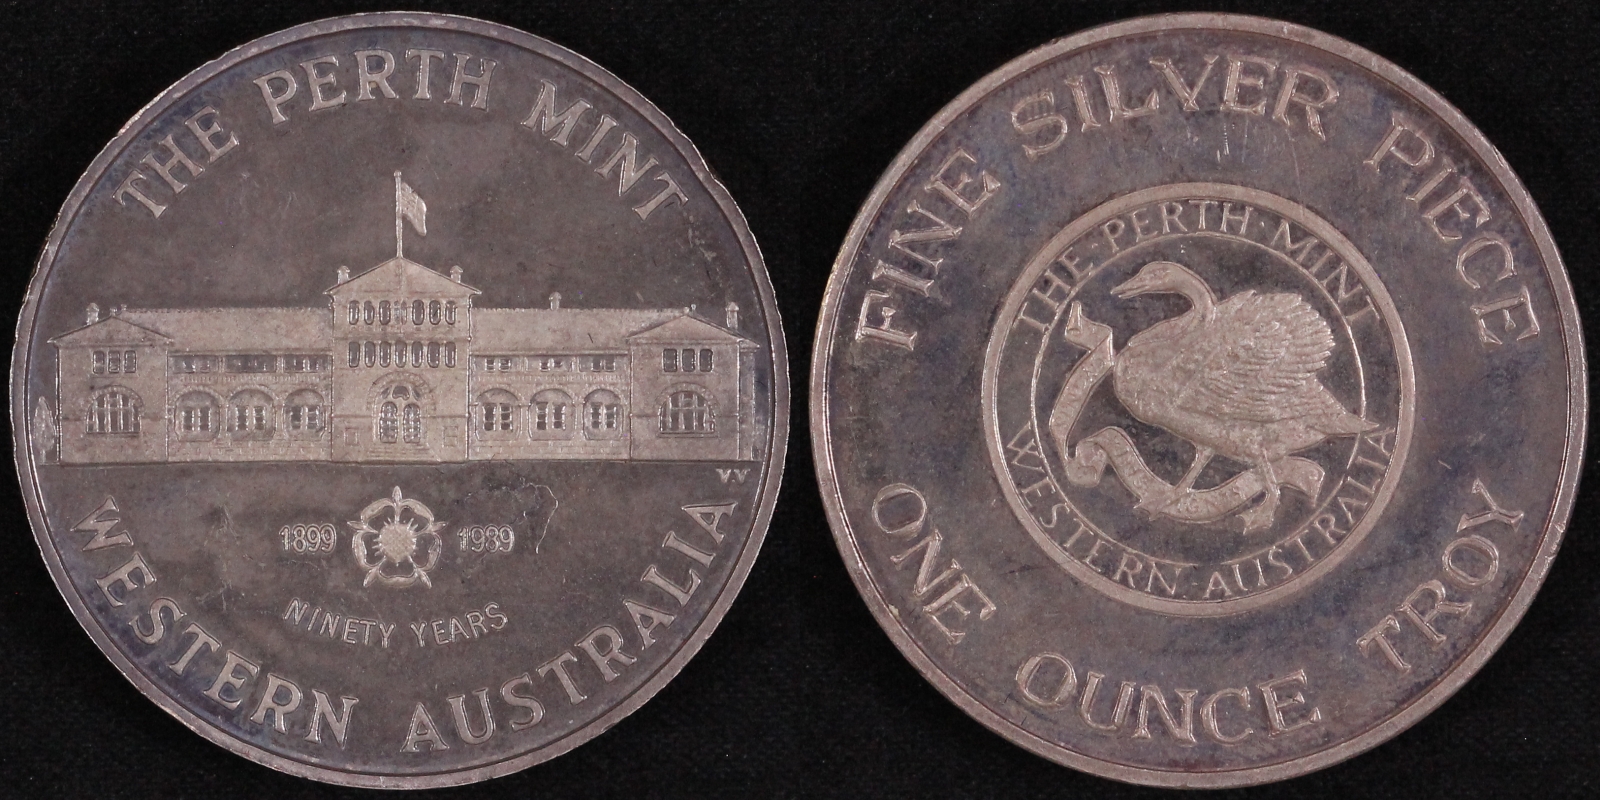 THE PERTH MINT
V.V
1899 1989
NINETY YEARS
WESTERN AUSTRALIA
FINE SILVER PIECE
THE · PERTH · MINT
WESTERN · AUSTRALIA
ONE OUNCE TROY